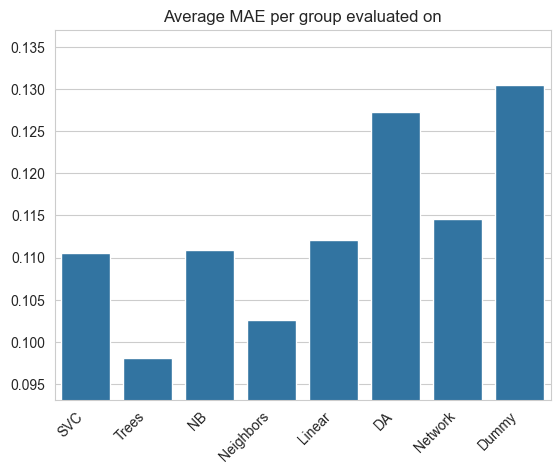 Average MAE per group evaluated on
0.135
0.130
0.125
0.120
0.115
0.110
0.105
0.100
0.095
SVC
Trees
NB
Neighbors
Linear
DA
Network
Dummy